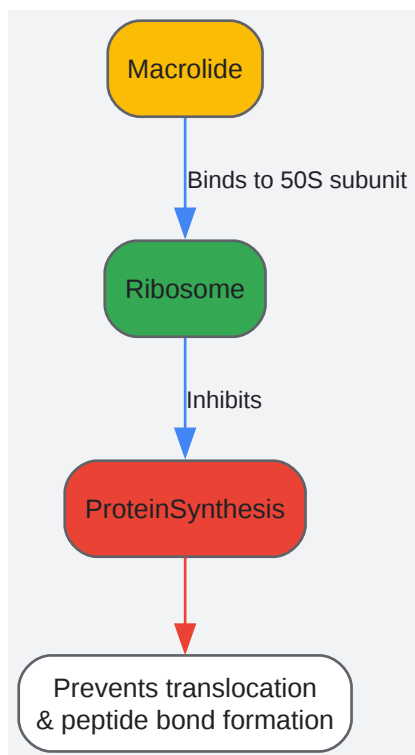 Macrolide
Binds to 50S subunit
Ribosome
Inhibits
ProteinSynthesis
Prevents translocation
& peptide bond formation